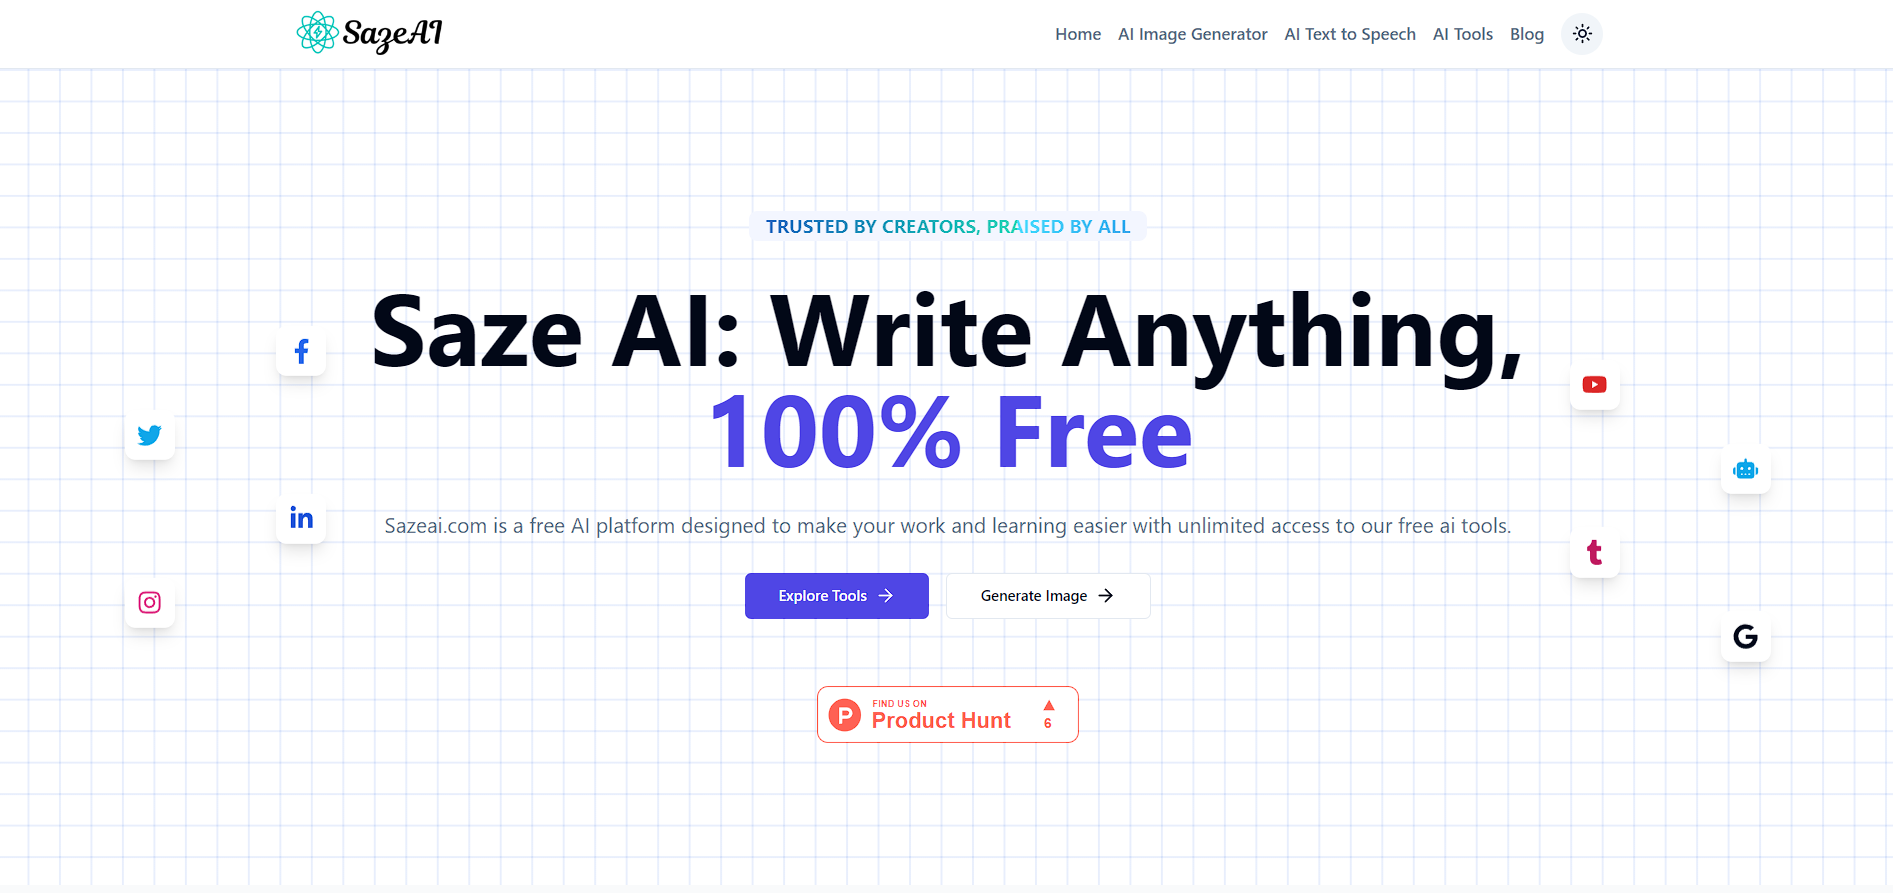 SazeAI
Home AI Image Generator AI Text to Speech AI Tools Blog
TRUSTED BY CREATORS, PRAISED BY ALL
Saze AI: Write Anything,
100% Free
Sazeai.com is a free AI platform designed to make your work and learning easier with unlimited access to our free ai tools.
Explore Tools
Generate Image
FIND US ON
Product Hunt
6